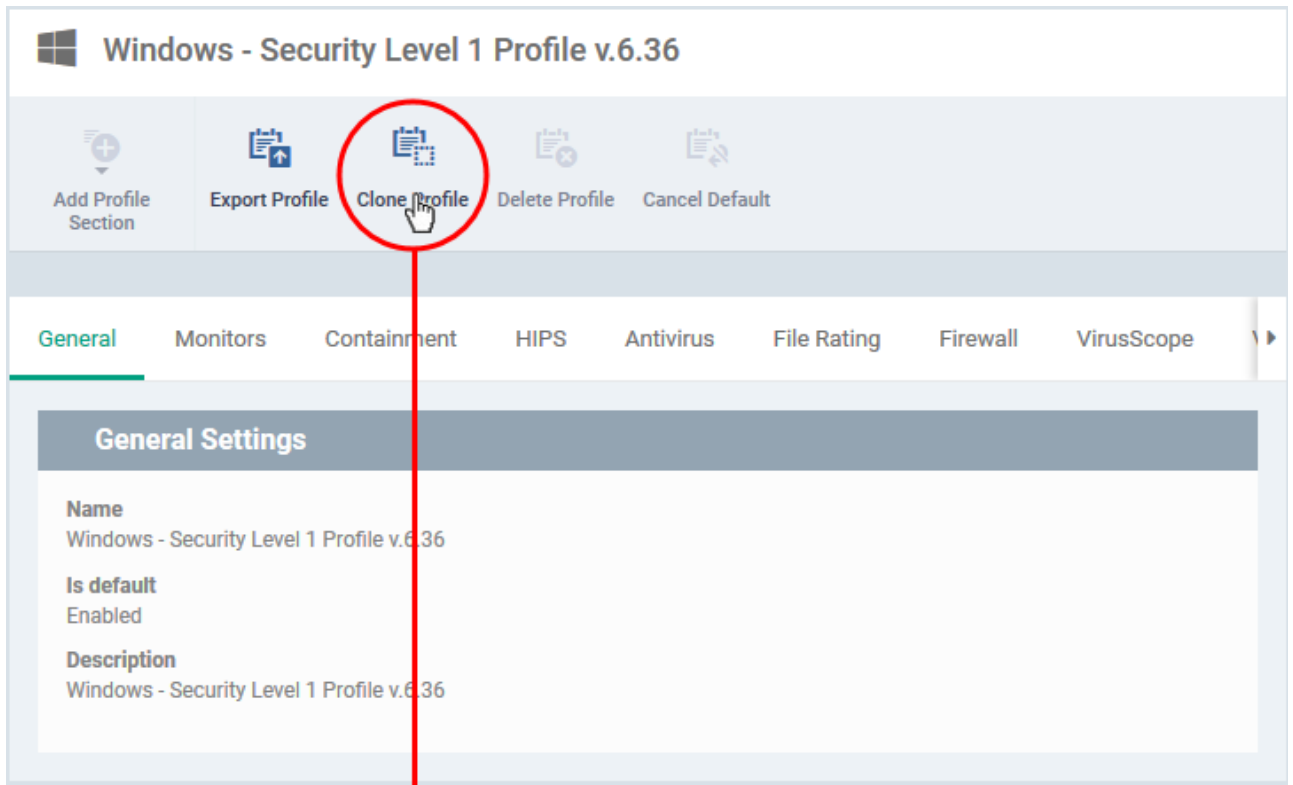 Windows - Security Level 1 Profile v.6.36
Add Profile Section
Export Profile
Clone Profile
Delete Profile
Cancel Default
General Monitors Containment HIPS Antivirus File Rating Firewall VirusScope
General Settings
Name
Windows - Security Level 1 Profile v.6.36
Is default
Enabled
Description
Windows - Security Level 1 Profile v.6.36